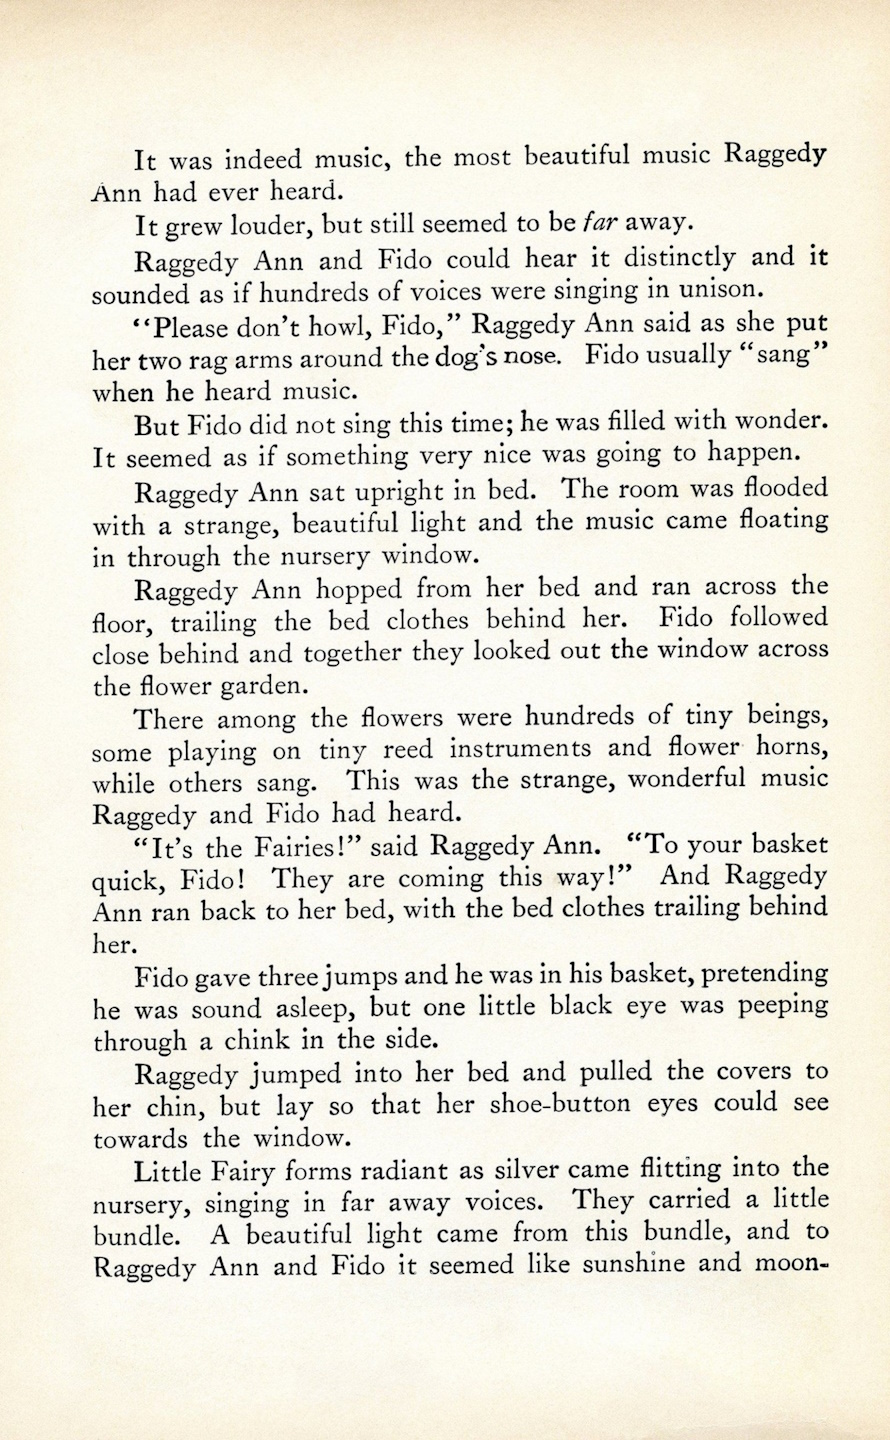 It was indeed music, the most beautiful music Raggedy
Ann had ever heard.
It grew louder, but still seemed to be far away.
Raggedy Ann and Fido could hear it distinctly and it
sounded as if hundreds of voices were singing in unison.
“Please don’t howl, Fido,” Raggedy Ann said as she put
her two rag arms around the dog’s nose. Fido usually “sang”
when he heard music.
But Fido did not sing this time; he was filled with wonder.
It seemed as if something very nice was going to happen.
Raggedy Ann sat upright in bed. The room was flooded
with a strange, beautiful light and the music came floating
in through the nursery window.
Raggedy Ann hopped from her bed and ran across the
floor, trailing the bed clothes behind her. Fido followed
close behind and together they looked out the window across
the flower garden.
There among the flowers were hundreds of tiny beings,
some playing on tiny reed instruments and flower horns,
while others sang. This was the strange, wonderful music
Raggedy and Fido had heard.
“It’s the Fairies!” said Raggedy Ann. “To your basket
quick, Fido! They are coming this way!” And Raggedy
Ann ran back to her bed, with the bed clothes trailing behind
her.
Fido gave three jumps and he was in his basket, pretending
he was sound asleep, but one little black eye was peeping
through a chink in the side.
Raggedy jumped into her bed and pulled the covers to
her chin, but lay so that her shoe-button eyes could see
towards the window.
Little Fairy forms radiant as silver came flitting into the
nursery, singing in far away voices. They carried a little
bundle. A beautiful light came from this bundle, and to
Raggedy Ann and Fido it seemed like sunshine and moon-